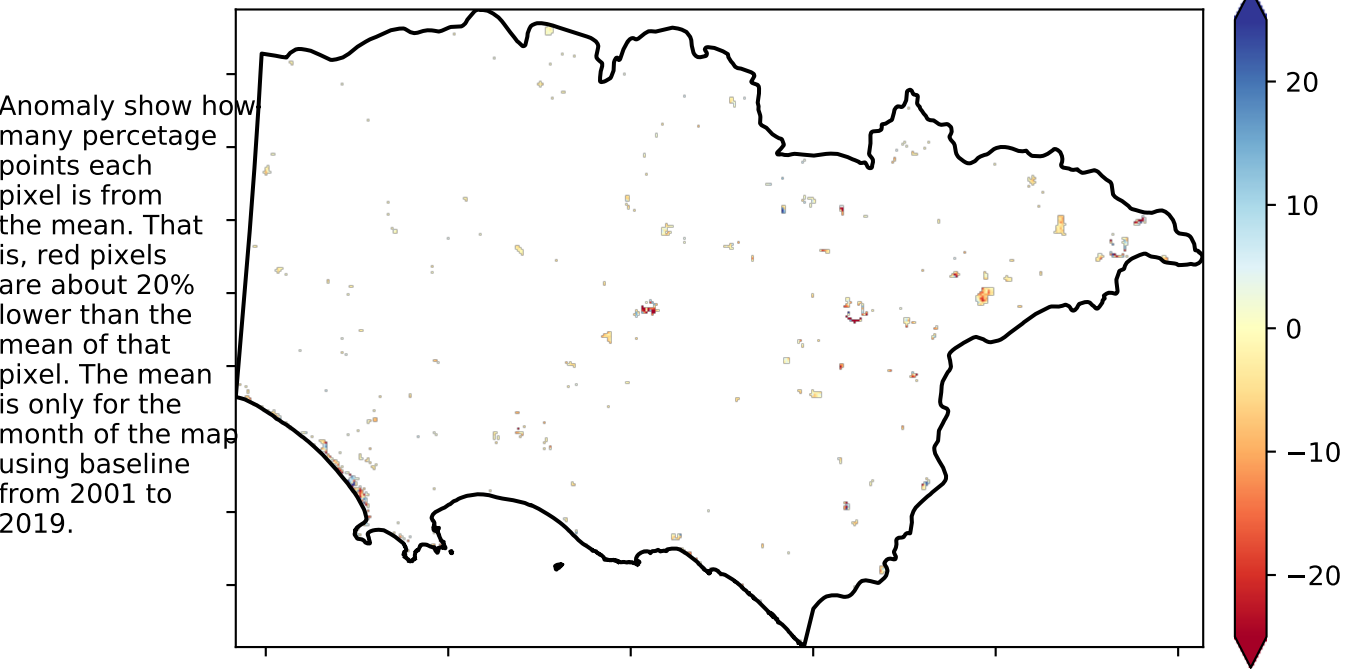 Anomaly show how
many percetage
points each
pixel is from
the mean. That
is, red pixels
are about 20%
lower than the
mean of that
pixel. The mean
is only for the
month of the map
using baseline
from 2001 to
2019.
20
10
0
−10
−20